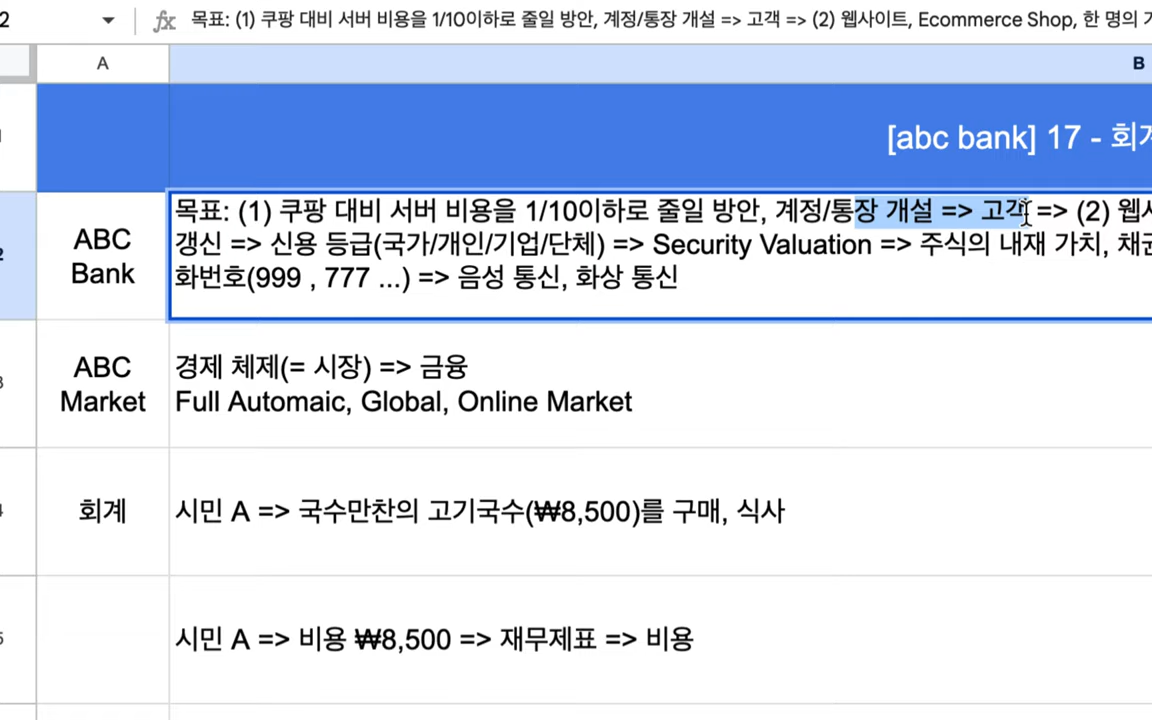 2 fx 목표: (1) 쿠팡 대비 서버 비용을 1/10이하로 줄일 방안, 계정/통장 개설 => 고객 => (2) 웹사이트, Ecommerce Shop, 한 명의
A B
[abc bank] 17 - 회계
2 ABC Bank
목표: (1) 쿠팡 대비 서버 비용을 1/10이하로 줄일 방안, 계정/통장 개설 => 고객 => (2) 웹사
갱신 => 신용 등급(국가/개인/기업/단체) => Security Valuation => 주식의 내재 가치, 채권
화번호(999 , 777 ...) => 음성 통신, 화상 통신
3 ABC Market
경제 체제(= 시장) => 금융
Full Automaic, Global, Online Market
회계
시민 A => 국수만찬의 고기국수(₩8,500)를 구매, 식사
5 시민 A => 비용 ₩8,500 => 재무제표 => 비용